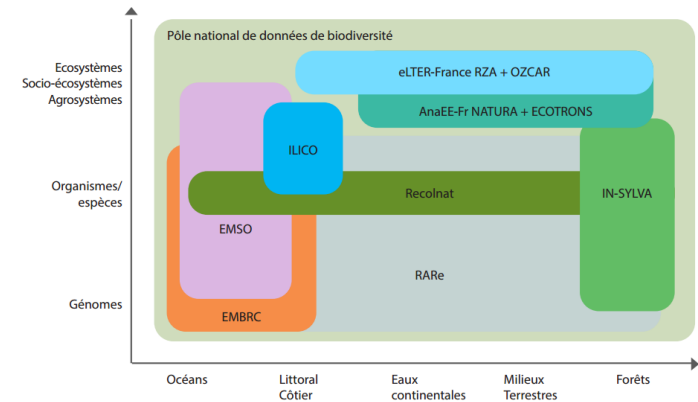 Pôle national de données de biodiversité
Ecosystèmes
Socio-écosystèmes
Agrosystèmes
eLTER-France RZA + OZCAR
AnaEE-Fr NATURA + ECOTRONS
ILICO
Organismes/
espèces
Recolnat
IN-SYLVA
EMSO
RARe
Génomes
EMBRC
Océans
Littoral
Côtier
Eaux
continentales
Milieux
Terrestres
Forêts